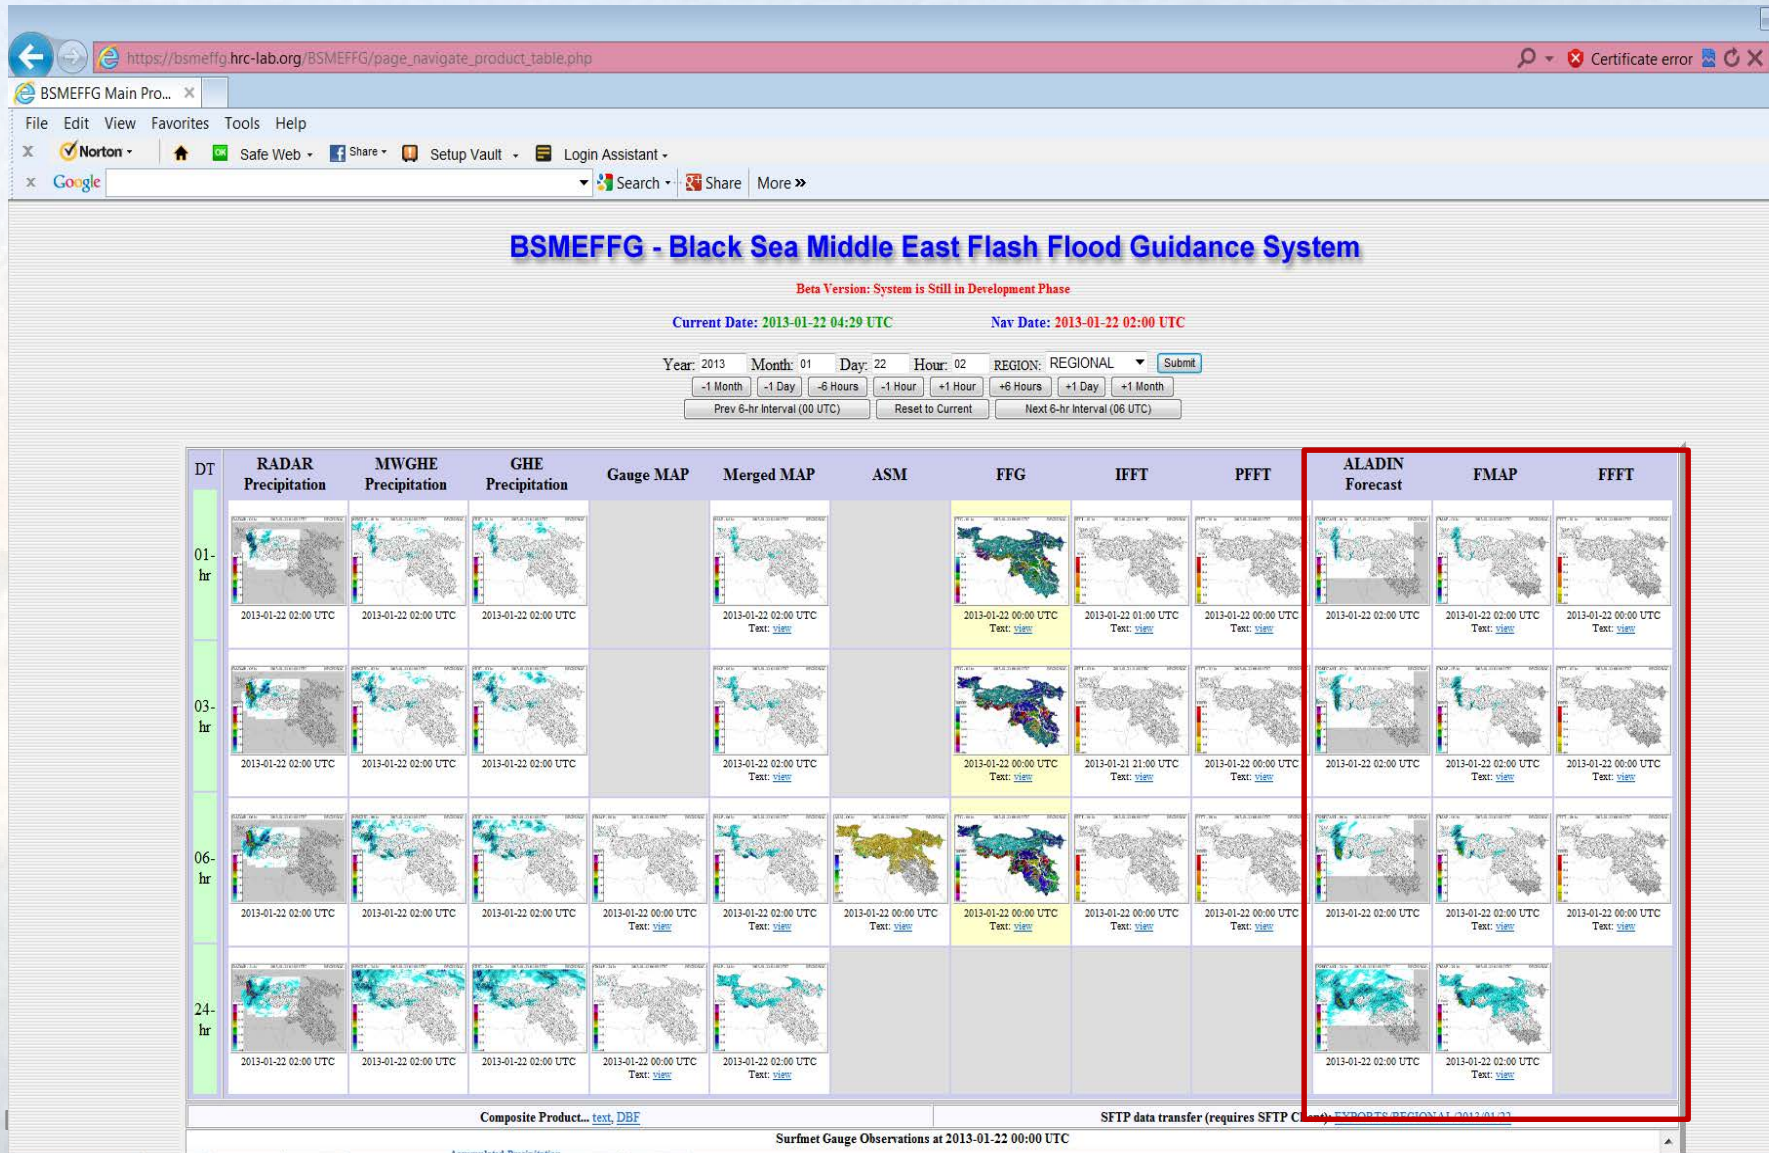 https://bsmeffg.hrc-lab.org/BSMEFFG/page_navigate_product_table.php
Certificate error
BSMEFFG Main Pro...
File Edit View Favorites Tools Help
X Norton Safe Web Share Setup Vault Login Assistant
x Google Search Share More »
BSMEFFG - Black Sea Middle East Flash Flood Guidance System
Beta Version: System is Still in Development Phase
Current Date: 2013-01-22 04:29 UTC Nav Date: 2013-01-22 02:00 UTC
Year: 2013 Month: 01 Day: 22 Hour: 02 REGION: REGIONAL Submit
-1 Month -1 Day -6 Hours -1 Hour +1 Hour +6 Hours +1 Day +1 Month
Prev 6-hr Interval (00 UTC) Reset to Current Next 6-hr Interval (06 UTC)
DT RADAR Precipitation MWGHE Precipitation GHE Precipitation Gauge MAP Merged MAP ASM FFG IFFT PFFT ALADIN Forecast FMAP FFFT
01-hr
2013-01-22 02:00 UTC 2013-01-22 02:00 UTC 2013-01-22 02:00 UTC 2013-01-22 02:00 UTC 2013-01-22 00:00 UTC 2013-01-22 01:00 UTC 2013-01-22 00:00 UTC 2013-01-22 02:00 UTC 2013-01-22 02:00 UTC 2013-01-22 00:00 UTC
Text: view Text: view Text: view Text: view Text: view Text: view
03-hr
2013-01-22 02:00 UTC 2013-01-22 02:00 UTC 2013-01-22 02:00 UTC 2013-01-22 02:00 UTC 2013-01-22 00:00 UTC 2013-01-21 21:00 UTC 2013-01-22 00:00 UTC 2013-01-22 02:00 UTC 2013-01-22 02:00 UTC 2013-01-22 00:00 UTC
Text: view Text: view Text: view Text: view Text: view Text: view
06-hr
2013-01-22 02:00 UTC 2013-01-22 02:00 UTC 2013-01-22 02:00 UTC 2013-01-22 00:00 UTC 2013-01-22 02:00 UTC 2013-01-22 00:00 UTC 2013-01-22 00:00 UTC 2013-01-22 00:00 UTC 2013-01-22 00:00 UTC 2013-01-22 02:00 UTC 2013-01-22 02:00 UTC 2013-01-22 00:00 UTC
Text: view Text: view Text: view Text: view Text: view Text: view Text: view Text: view
24-hr
2013-01-22 02:00 UTC 2013-01-22 02:00 UTC 2013-01-22 02:00 UTC 2013-01-22 00:00 UTC 2013-01-22 02:00 UTC 2013-01-22 02:00 UTC 2013-01-22 02:00 UTC
Text: view Text: view Text: view
Composite Product... text, DBF SFTP data transfer (requires SFTP Client): EXPORTS/REGIONAL/2013/01/22
Surfmet Gauge Observations at 2013-01-22 00:00 UTC